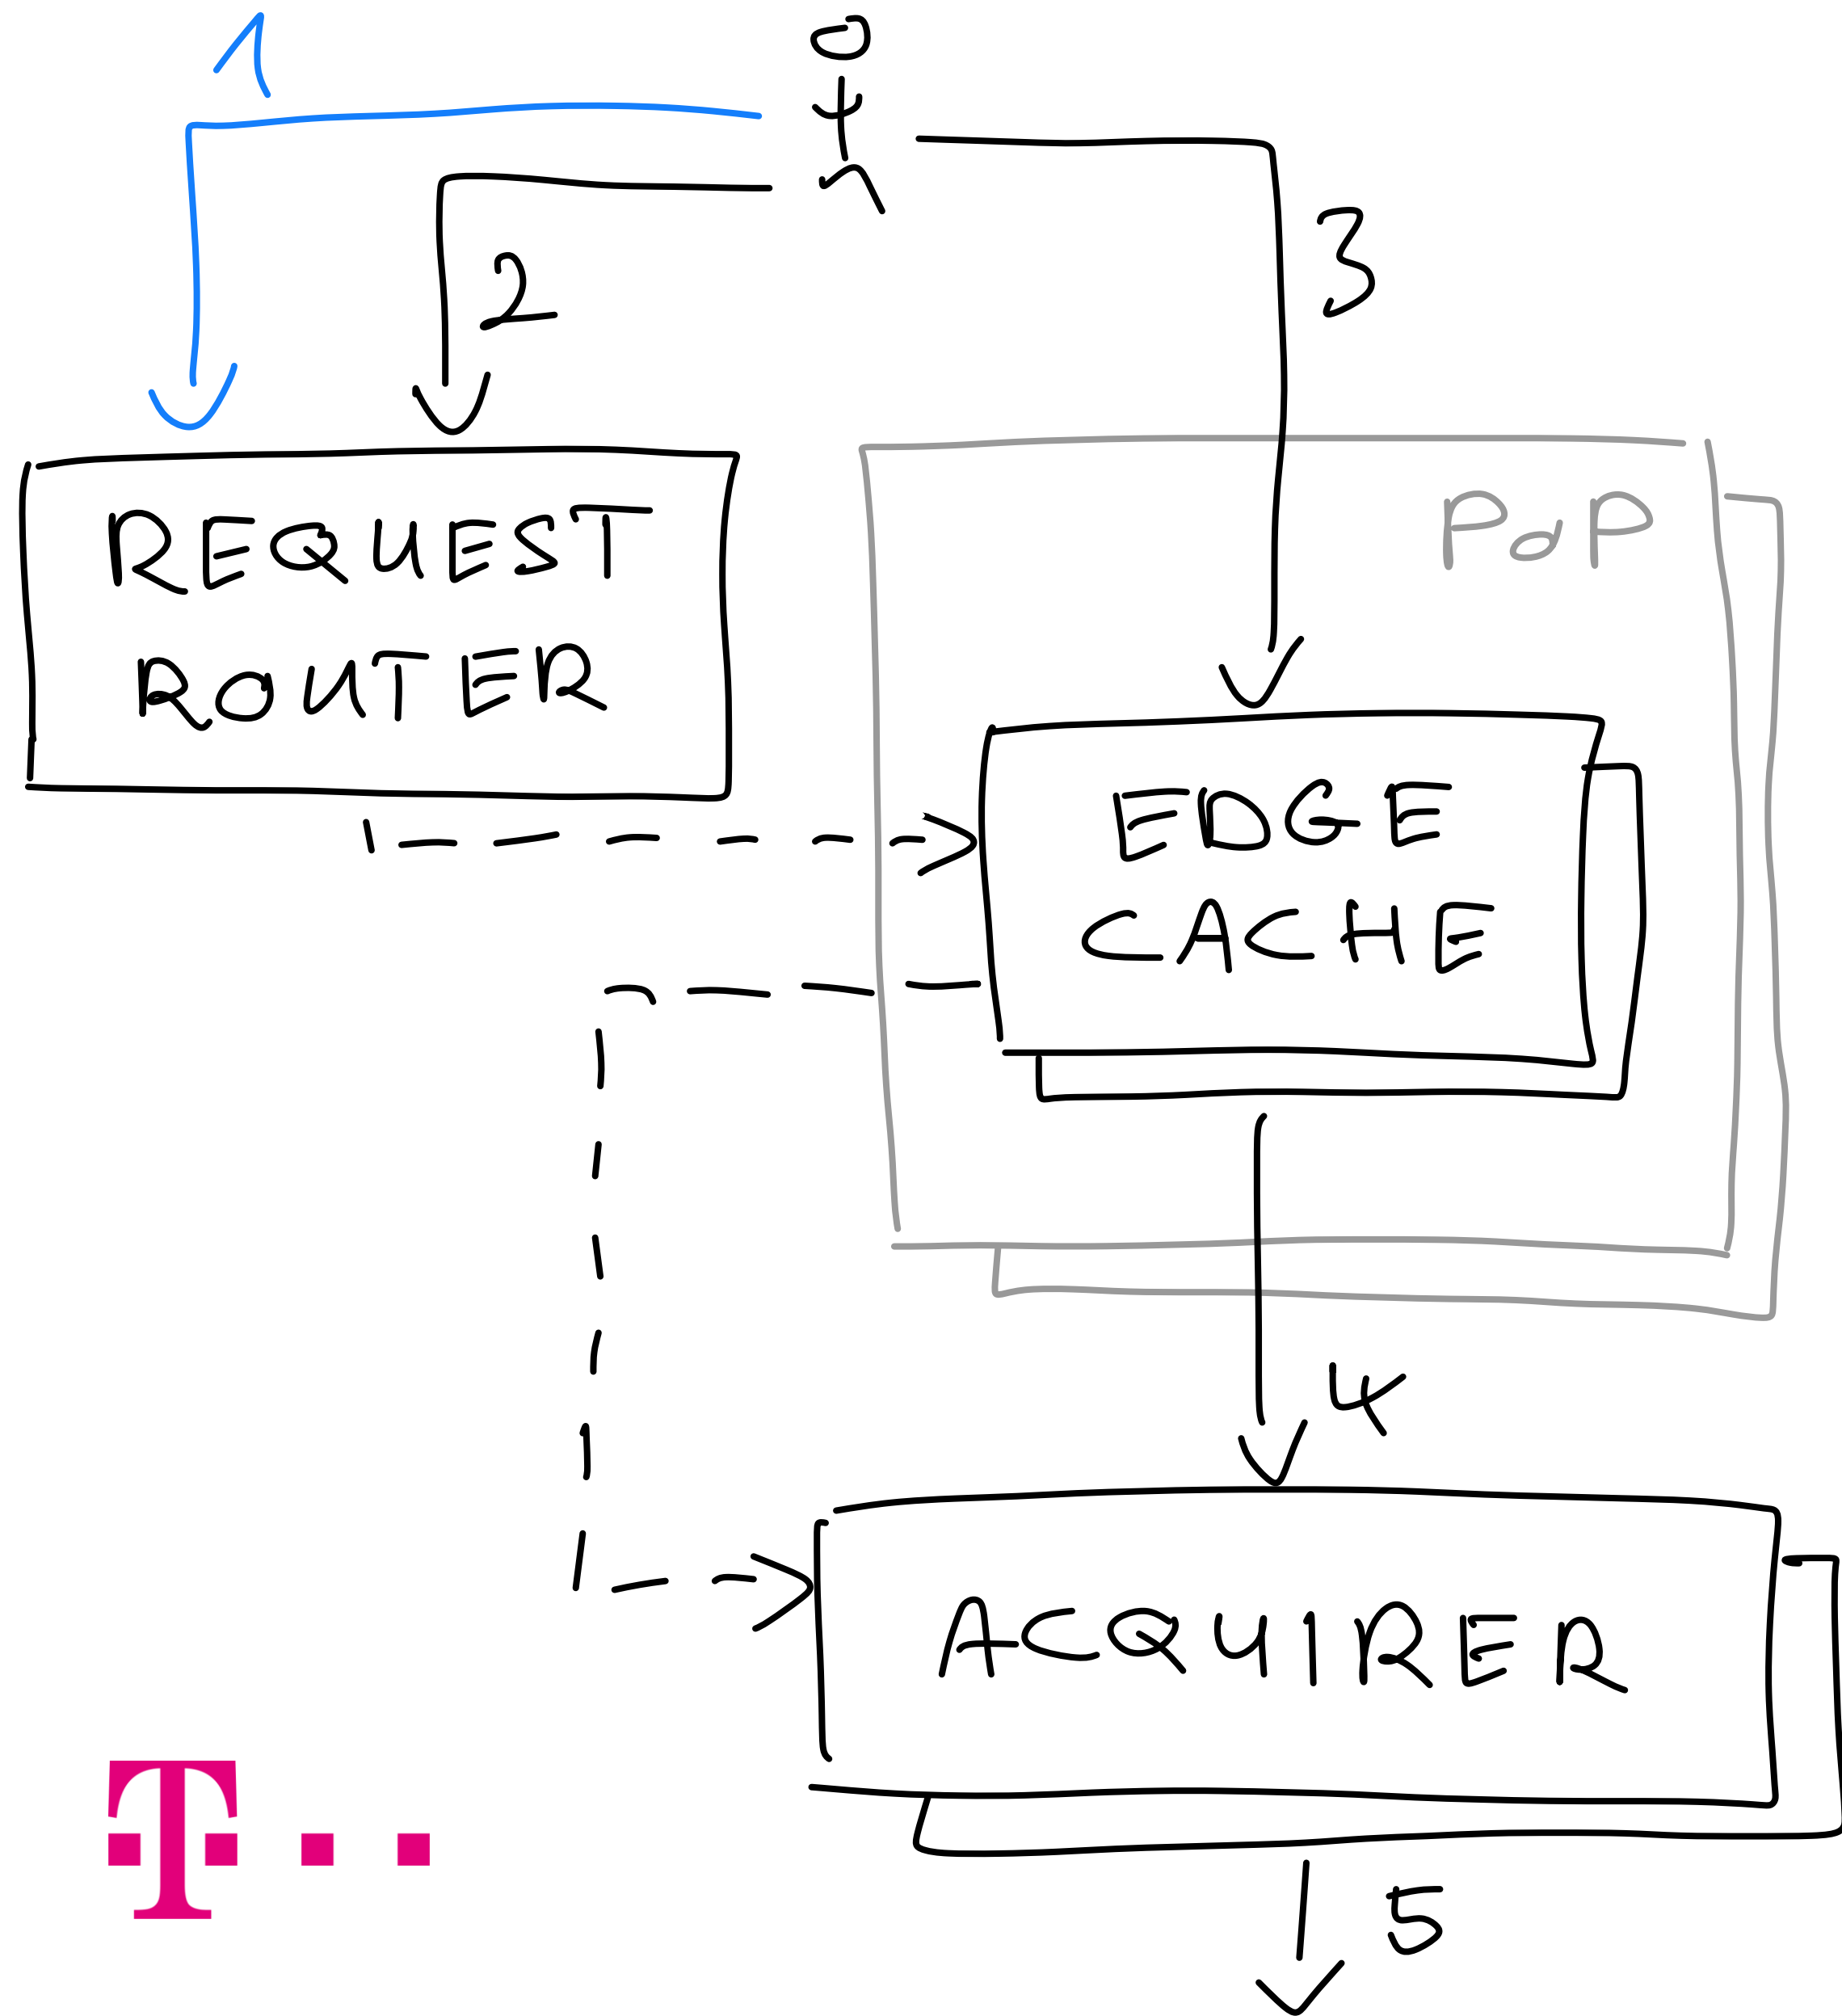 1
2
3
REQUEST
ROUTER
PoP
EDGE
CACHE
4
ACQUIRER
T
5